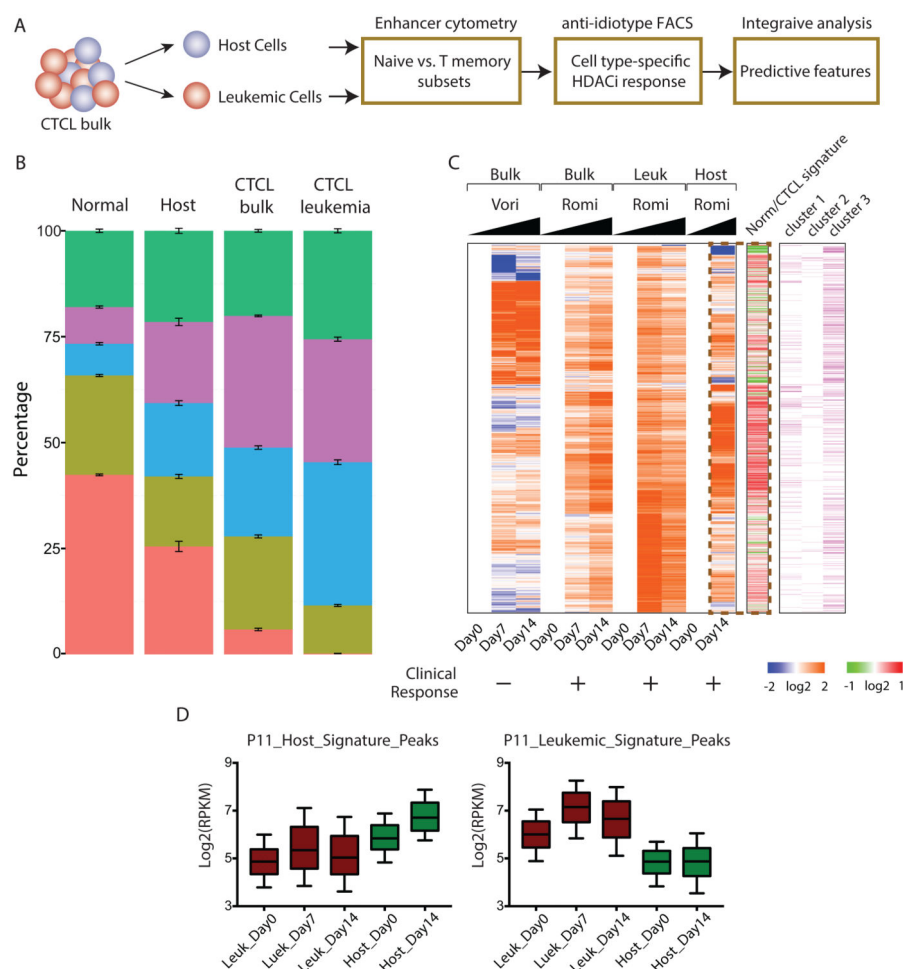 A
Host Cells
Leukemic Cells
CTCL bulk
Enhancer cytometry
Naive vs. T memory
subsets
anti-idiotype FACS
Cell type-specific
HDACi response
Integraive analysis
Predictive features
B
Normal
Host
CTCL
bulk
CTCL
leukemia
Percentage
100
75
50
25
0
C
Bulk
Bulk
Leuk
Host
Vori
Romi
Romi
Romi
Norm/CTCL signature
cluster 1
cluster 2
cluster 3
Day0
Day7
Day14
Day0
Day7
Day14
Day0
Day7
Day14
Day0
Day14
Clinical
Response
− + + +
-2 log2 2
-1 log2 1
D
P11_Host_Signature_Peaks
Log2(RPKM)
9
7
5
3
Leuk_Day0
Luek_Day7
Leuk_Day14
Host_Day0
Host_Day14
P11_Leukemic_Signature_Peaks
Log2(RPKM)
9
7
5
3
Leuk_Day0
Luek_Day7
Leuk_Day14
Host_Day0
Host_Day14